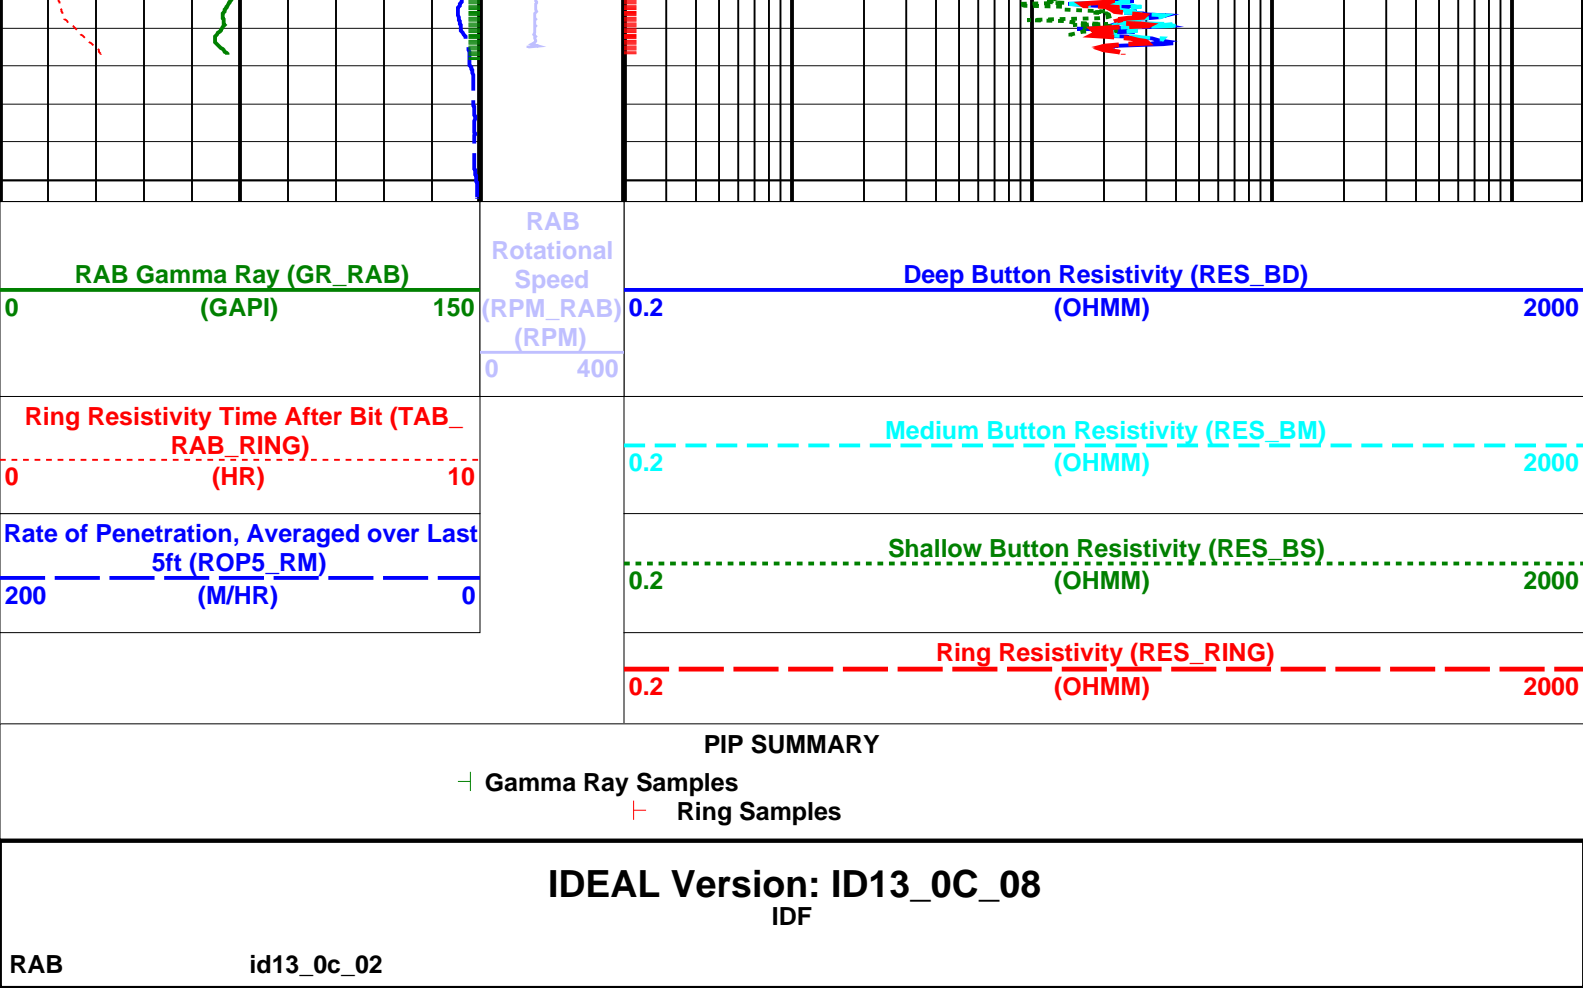 RAB Gamma Ray (GR_RAB)
0 (GAPI) 150
RAB
Rotational
Speed
(RPM_RAB)
(RPM)
0 400
Deep Button Resistivity (RES_BD)
0.2 (OHMM) 2000
Ring Resistivity Time After Bit (TAB_
RAB_RING)
0 (HR) 10
Medium Button Resistivity (RES_BM)
0.2 (OHMM) 2000
Rate of Penetration, Averaged over Last
5ft (ROP5_RM)
200 (M/HR) 0
Shallow Button Resistivity (RES_BS)
0.2 (OHMM) 2000
Ring Resistivity (RES_RING)
0.2 (OHMM) 2000
PIP SUMMARY
Gamma Ray Samples
Ring Samples
IDEAL Version: ID13_0C_08
IDF
RAB id13_0c_02